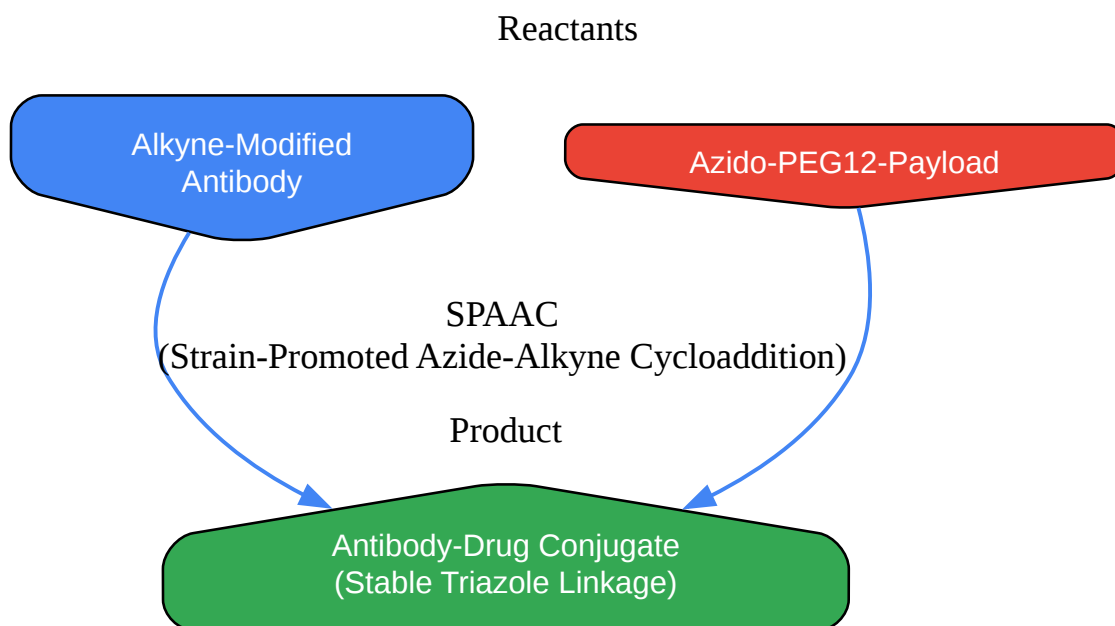 Reactants
Alkyne-Modified
Antibody
Azido-PEG12-Payload
SPAAC
(Strain-Promoted Azide-Alkyne Cycloaddition)
Product
Antibody-Drug Conjugate
(Stable Triazole Linkage)